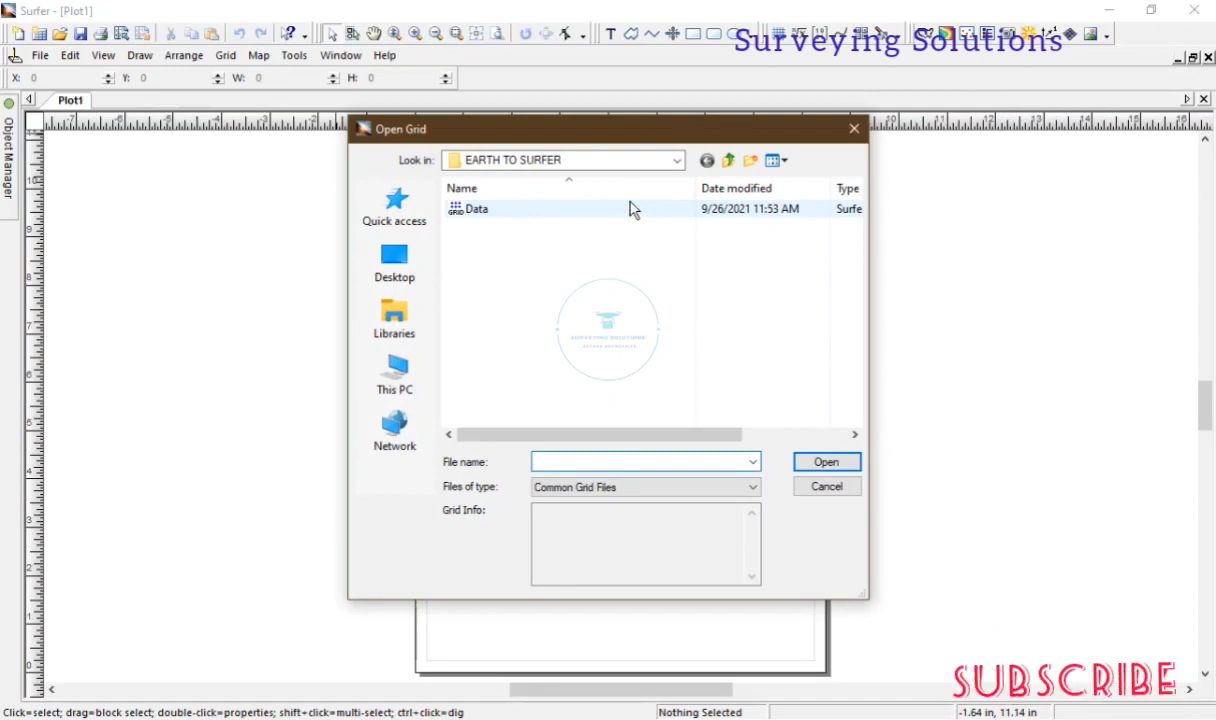 Surfer - [Plot1]
Surveying Solutions
File Edit View Draw Arrange Grid Map Tools Window Help
X: 0 Y: 0 W: 0 H: 0
Plot1
Object Manager
Open Grid
Look in: EARTH TO SURFER
Name Date modified Type
GRID Data 9/26/2021 11:53 AM Surfe
Quick access
Desktop
Libraries
This PC
Network
SURVEYING SOLUTIONS
File name: Open
Files of type: Common Grid Files Cancel
Grid Info:
SUBSCRIBE
Click=select; drag=block select; double-click=properties; shift+click=multi-select; ctrl+click=dig Nothing Selected -1.64 in, 11.14 in